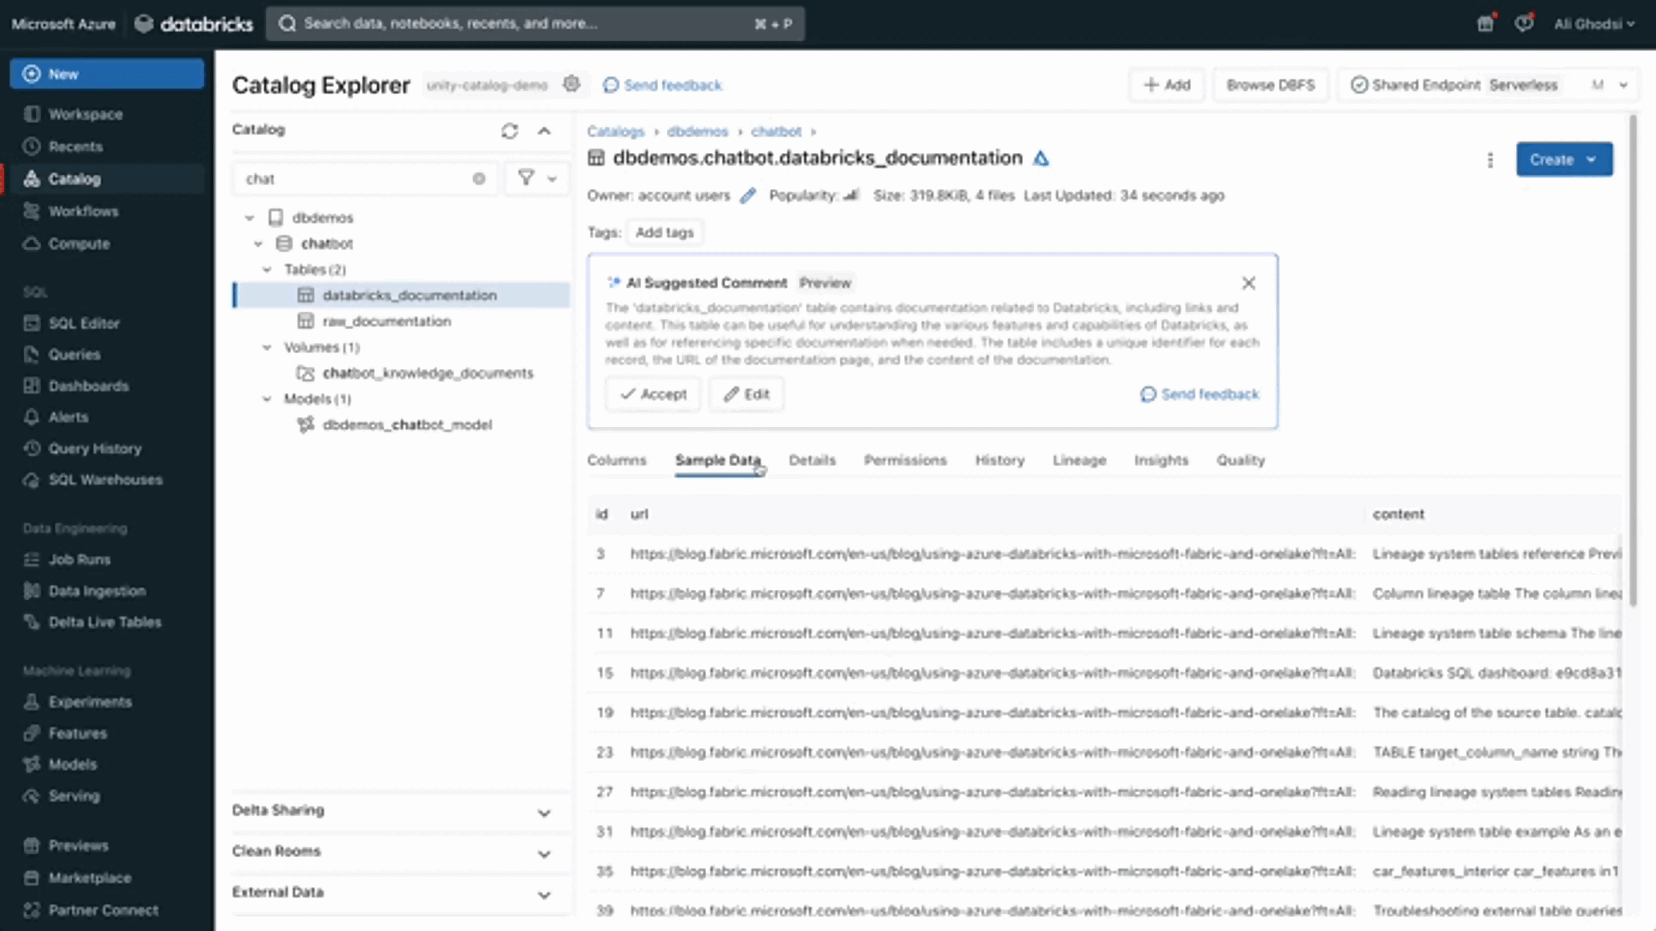 Microsoft Azure databricks Search data, notebooks, recents, and more... ⌘ + P Ali Ghodsi
New
Workspace
Recents
Catalog
Workflows
Compute
SQL
SQL Editor
Queries
Dashboards
Alerts
Query History
SQL Warehouses
Data Engineering
Job Runs
Data Ingestion
Delta Live Tables
Machine Learning
Experiments
Features
Models
Serving
Previews
Marketplace
Partner Connect
Catalog Explorer unity-catalog-demo Send feedback + Add Browse DBFS Shared Endpoint Serverless M
Catalog
chat
dbdemos
chatbot
Tables (2)
databricks_documentation
raw_documentation
Volumes (1)
chatbot_knowledge_documents
Models (1)
dbdemos_chatbot_model
Delta Sharing
Clean Rooms
External Data
Catalogs > dbdemos > chatbot >
dbdemos.chatbot.databricks_documentation Create
Owner: account users Popularity: Size: 319.8KiB, 4 files Last Updated: 34 seconds ago
Tags: Add tags
AI Suggested Comment Preview
The 'databricks_documentation' table contains documentation related to Databricks, including links and
content. This table can be useful for understanding the various features and capabilities of Databricks, as
well as for referencing specific documentation when needed. The table includes a unique identifier for each
record, the URL of the documentation page, and the content of the documentation.
Accept Edit Send feedback
Columns Sample Data Details Permissions History Lineage Insights Quality
id url content
3 https://blog.fabric.microsoft.com/en-us/blog/using-azure-databricks-with-microsoft-fabric-and-onelake?ft=All: Lineage system tables reference Previ
7 https://blog.fabric.microsoft.com/en-us/blog/using-azure-databricks-with-microsoft-fabric-and-onelake?ft=All: Column lineage table The column linea
11 https://blog.fabric.microsoft.com/en-us/blog/using-azure-databricks-with-microsoft-fabric-and-onelake?ft=All: Lineage system table schema The line
15 https://blog.fabric.microsoft.com/en-us/blog/using-azure-databricks-with-microsoft-fabric-and-onelake?ft=All: Databricks SQL dashboard: e9cd8a31
19 https://blog.fabric.microsoft.com/en-us/blog/using-azure-databricks-with-microsoft-fabric-and-onelake?ft=All: The catalog of the source table. catalo
23 https://blog.fabric.microsoft.com/en-us/blog/using-azure-databricks-with-microsoft-fabric-and-onelake?ft=All: TABLE target_column_name string Th
27 https://blog.fabric.microsoft.com/en-us/blog/using-azure-databricks-with-microsoft-fabric-and-onelake?ft=All: Reading lineage system tables Reading
31 https://blog.fabric.microsoft.com/en-us/blog/using-azure-databricks-with-microsoft-fabric-and-onelake?ft=All: Lineage system table example As an e
35 https://blog.fabric.microsoft.com/en-us/blog/using-azure-databricks-with-microsoft-fabric-and-onelake?ft=All: car_features_interior car_features in1
39 https://blog.fabric.microsoft.com/en-us/blog/using-azure-databricks-with-microsoft-fabric-and-onelake?ft=All: Troubleshooting external table queries